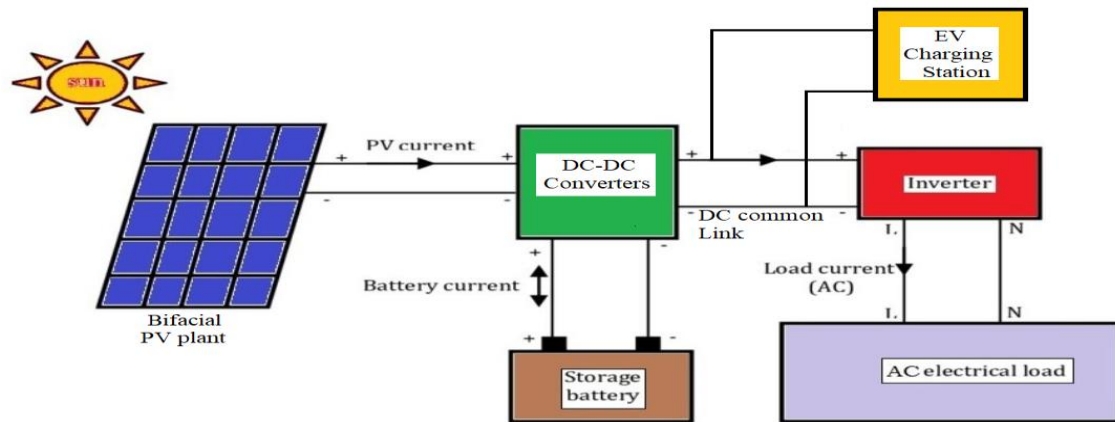 sun
EV
Charging
Station
PV current
+
+
-
-
DC-DC
Converters
+
+
-
-
DC common
Link
Inverter
L
N
Load current
(AC)
L
N
+
-
Battery current
+
-
Bifacial
PV plant
Storage
battery
AC electrical load